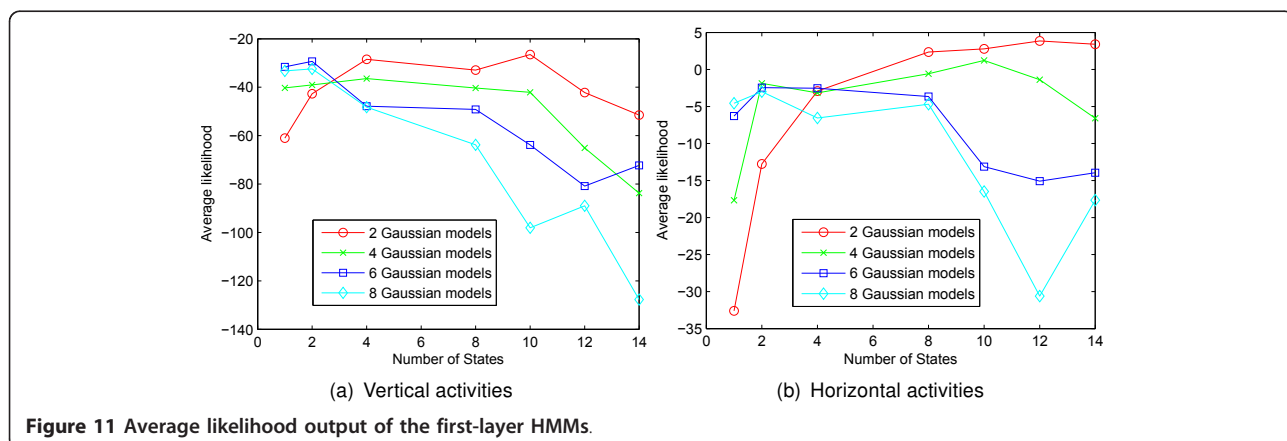 −20
−40
−60
−80
−100
−120
−140
Average likelihood
0 2 4 6 8 10 12 14
Number of States
2 Gaussian models
4 Gaussian models
6 Gaussian models
8 Gaussian models
(a) Vertical activities
5
0
−5
−10
−15
−20
−25
−30
−35
Average likelihood
0 2 4 6 8 10 12 14
Number of States
2 Gaussian models
4 Gaussian models
6 Gaussian models
8 Gaussian models
(b) Horizontal activities
Figure 11 Average likelihood output of the first-layer HMMs.